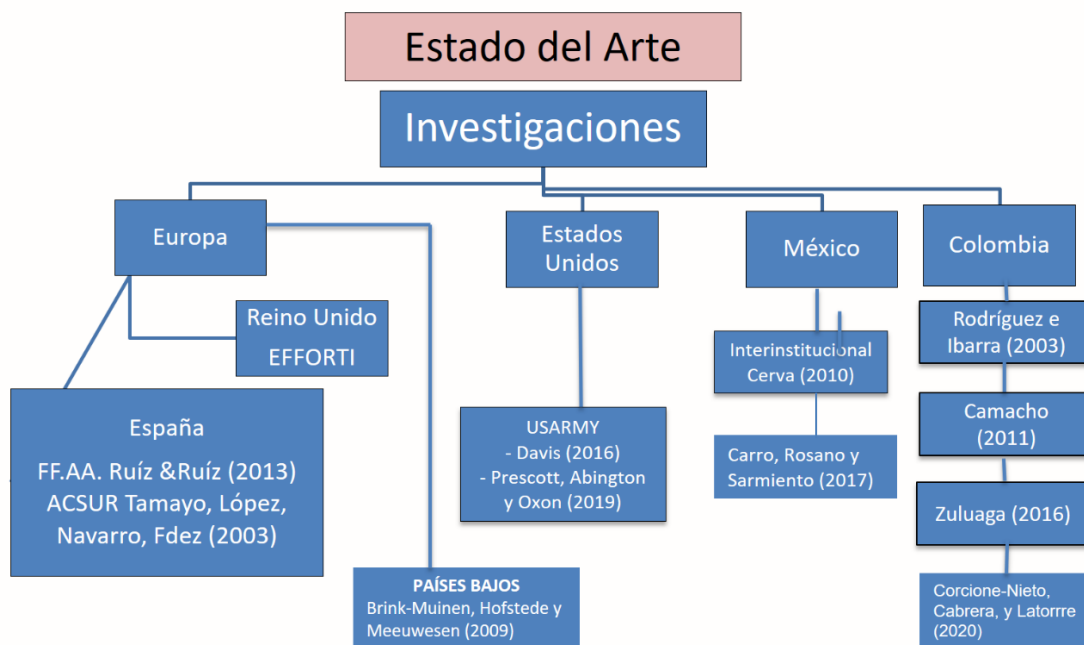 Estado del Arte
Investigaciones
Europa
Estados
Unidos
México
Colombia
Reino Unido
EFFORTI
España
FF.AA. Ruíz &Ruíz (2013)
ACSUR Tamayo, López,
Navarro, Fdez (2003)
PAÍSES BAJOS
Brink-Muinen, Hofstede y
Meeuwesen (2009)
USARMY
- Davis (2016)
- Prescott, Abington
y Oxon (2019)
Interinstitucional
Cerva (2010)
Carro, Rosano y
Sarmiento (2017)
Rodríguez e
Ibarra (2003)
Camacho
(2011)
Zuluaga (2016)
Corcione-Nieto,
Cabrera, y Latorrre
(2020)